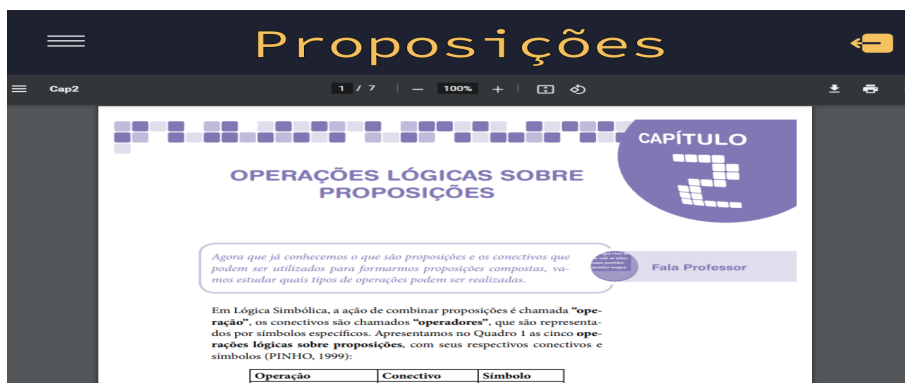 Proposições
Cap2
1 / 7
100%
CAPÍTULO
2
OPERAÇÕES LÓGICAS SOBRE
PROPOSIÇÕES
Agora que já conhecemos o que são proposições e os conectivos que
podem ser utilizados para formarmos proposições compostas, va-
mos estudar quais tipos de operações podem ser realizadas.
Fala Professor
Em Lógica Simbólica, a ação de combinar proposições é chamada “ope-
ração”, os conectivos são chamados “operadores”, que são representa-
dos por símbolos específicos. Apresentamos no Quadro 1 as cinco ope-
rações lógicas sobre proposições, com seus respectivos conectivos e
símbolos (PINHO, 1999):
Operação Conectivo Símbolo